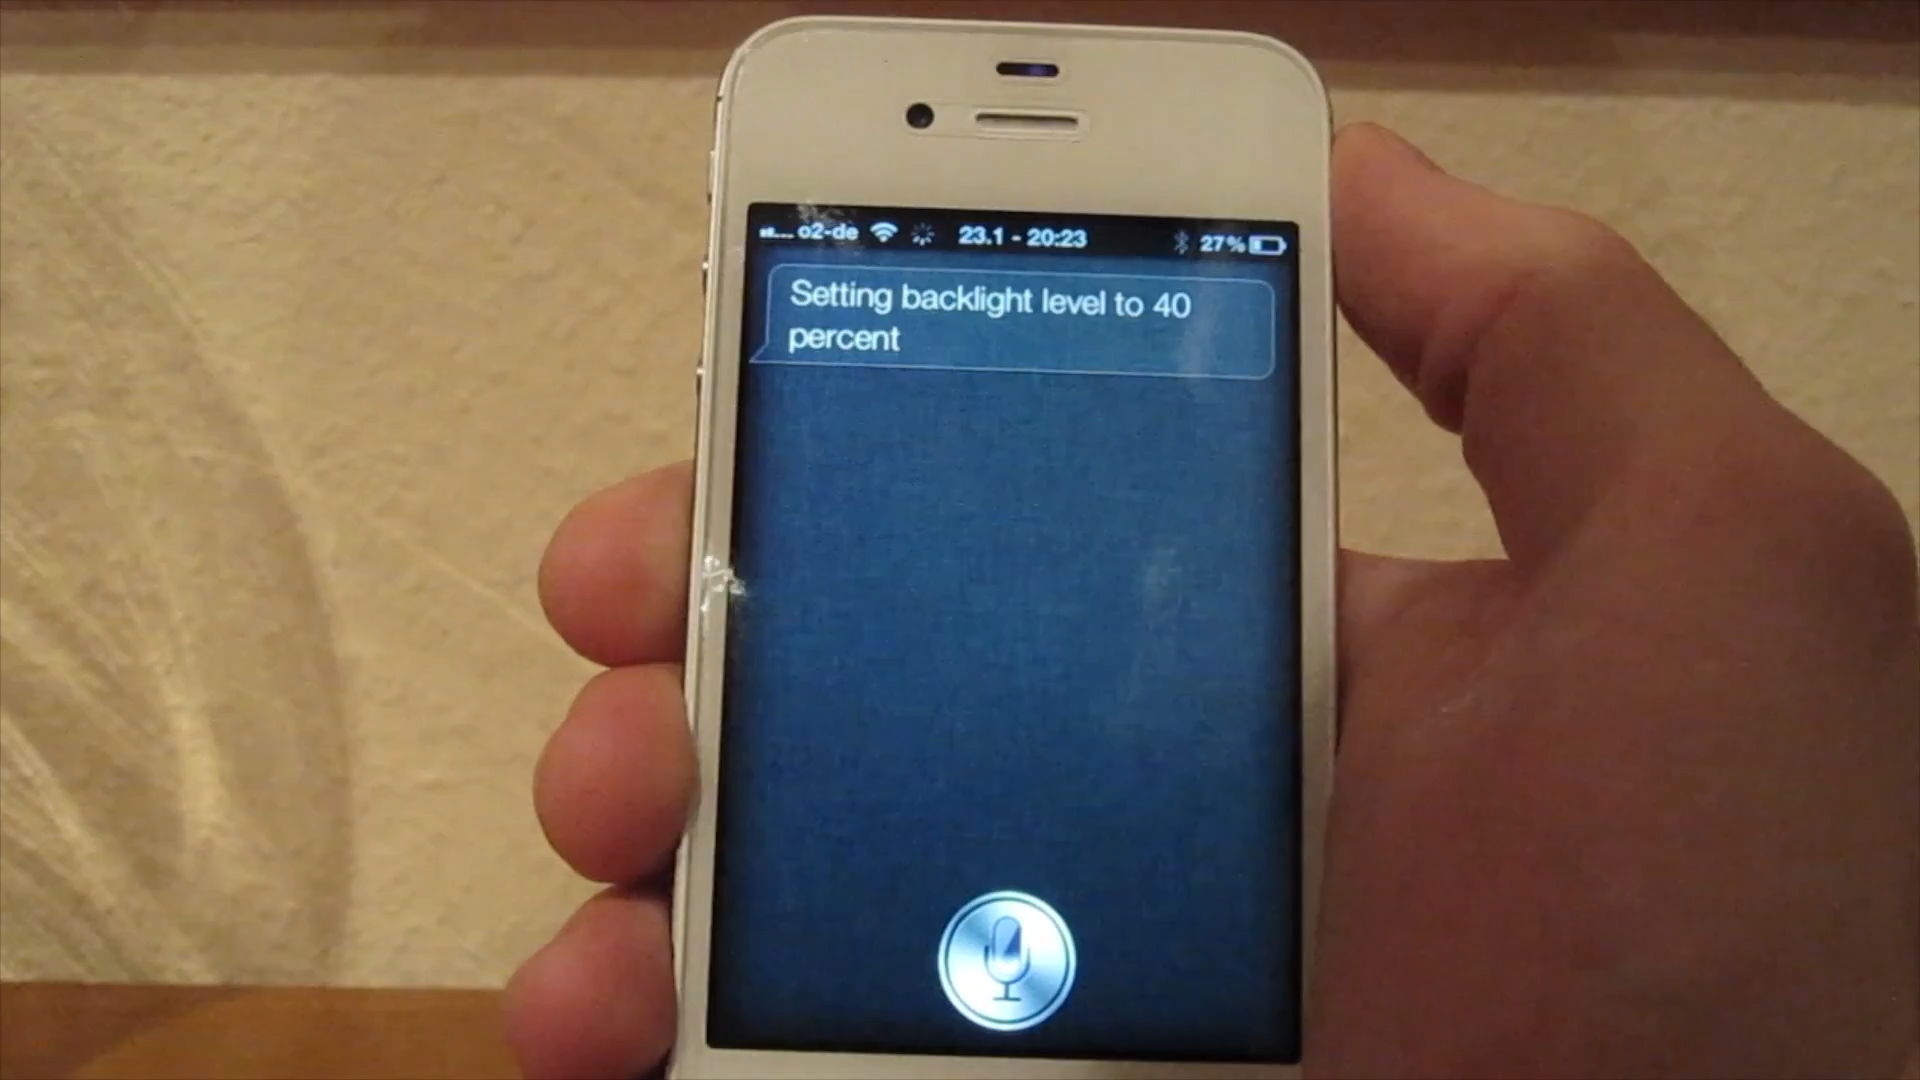 o2-de 23.1 - 20:23 27%
Setting backlight level to 40
percent